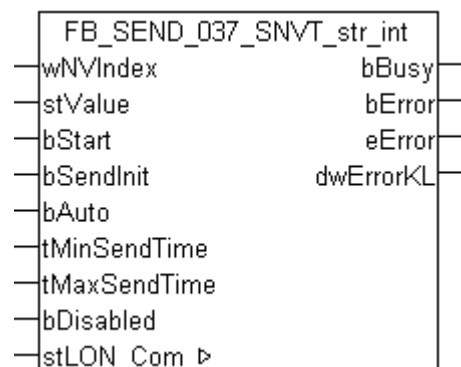 FB_SEND_037_SNVT_str_int
wNVIndex bBusy
stValue bError
bStart eError
bSendInit dwErrorKL
bAuto
tMinSendTime
tMaxSendTime
bDisabled
stLON_Com ▷